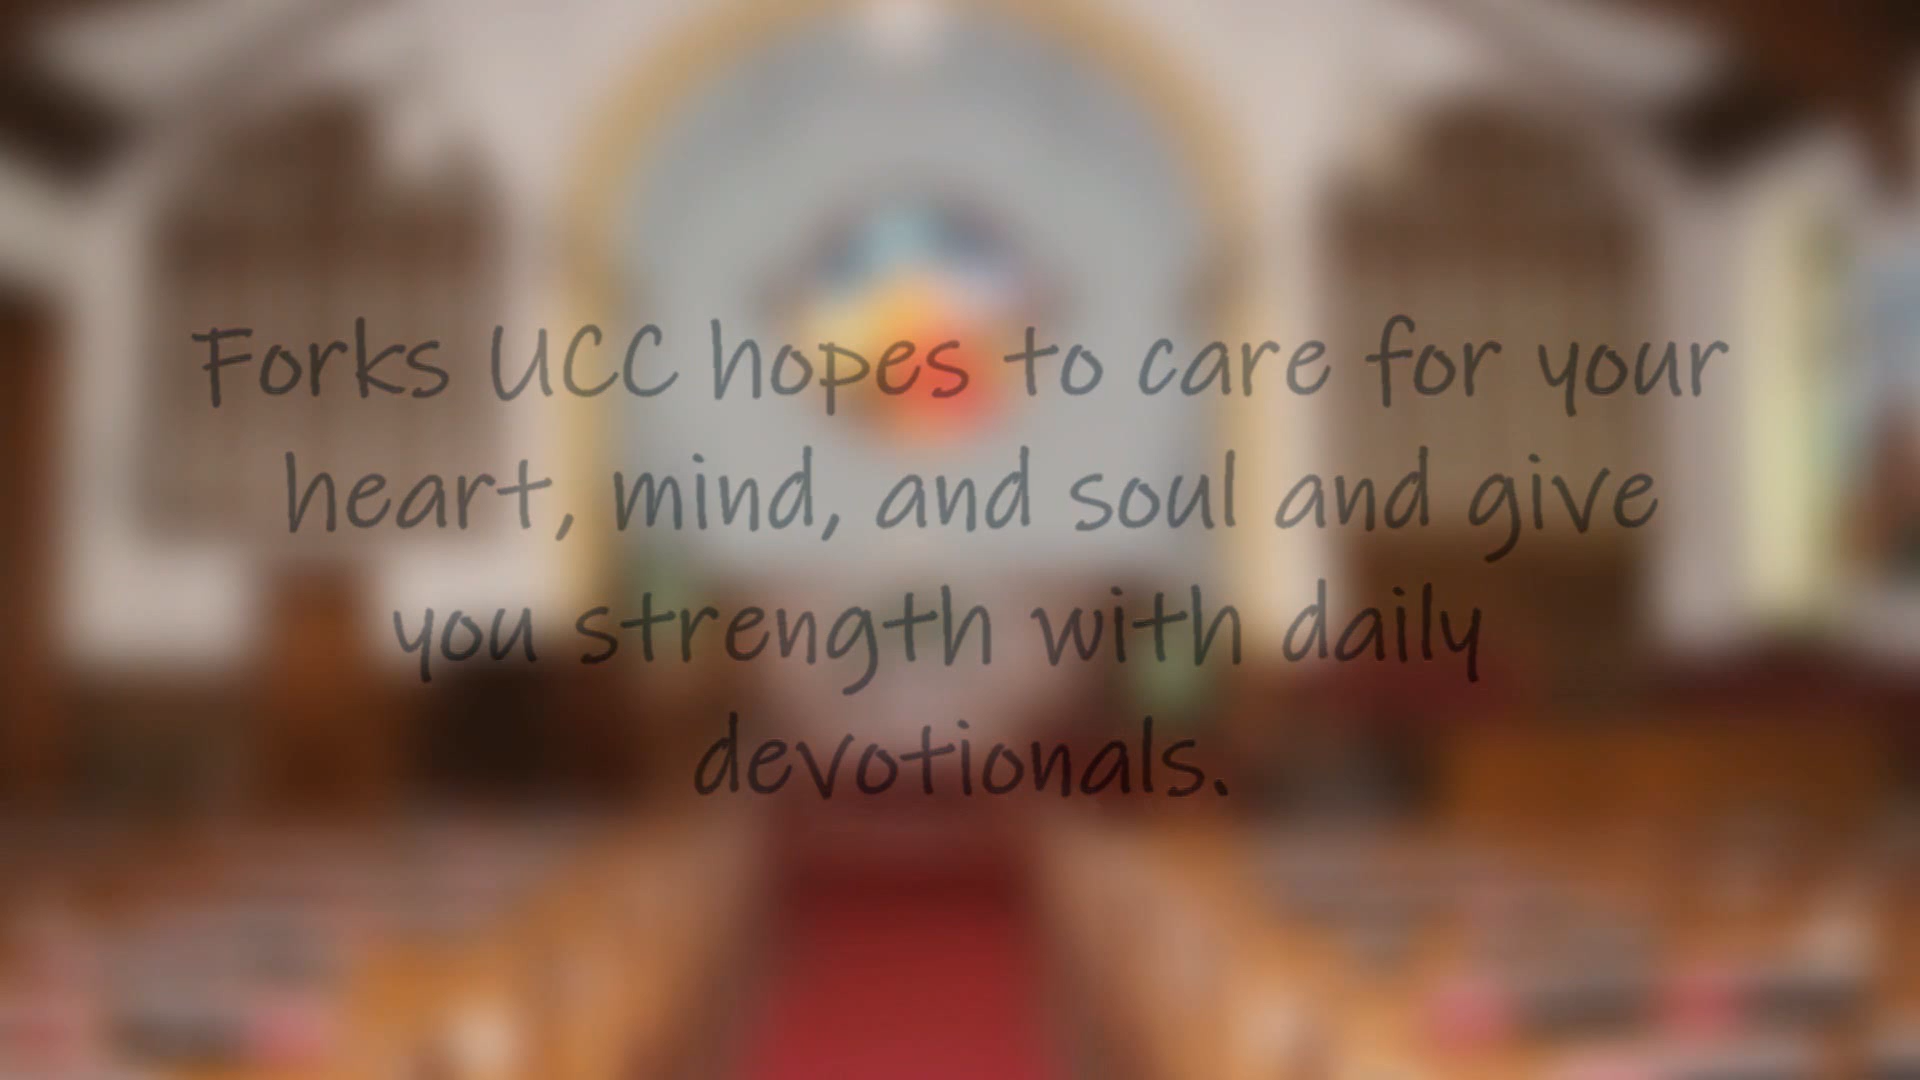 Forks UCC hopes to care for your
heart, mind, and soul and give
you strength with daily
devotionals.